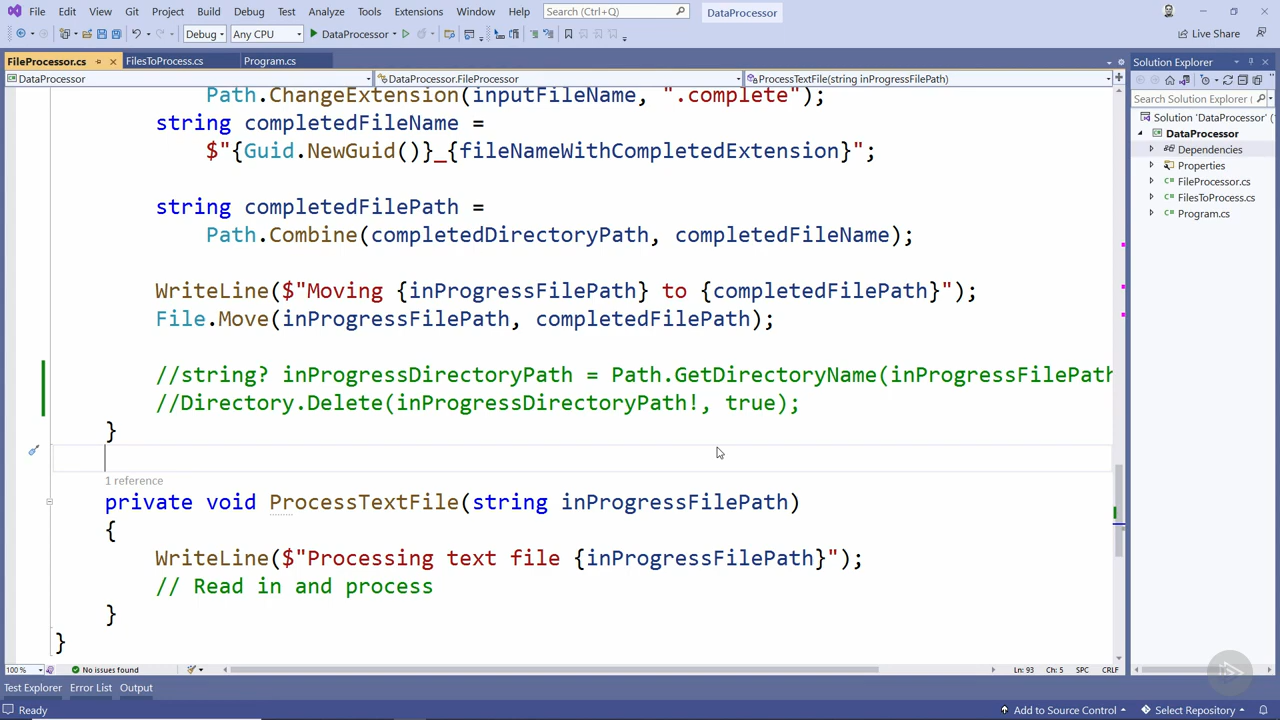 File Edit View Git Project Build Debug Test Analyze Tools Extensions Window Help Search (Ctrl+Q) DataProcessor
Debug Any CPU DataProcessor Live Share
FileProcessor.cs FilesToProcess.cs Program.cs
DataProcessor DataProcessor.FileProcessor ProcessTextFile(string inProgressFilePath)
Path.ChangeExtension(inputFileName, ".complete");
string completedFileName =
$"{Guid.NewGuid()}_{fileNameWithCompletedExtension}";
string completedFilePath =
Path.Combine(completedDirectoryPath, completedFileName);
WriteLine($"Moving {inProgressFilePath} to {completedFilePath}");
File.Move(inProgressFilePath, completedFilePath);
//string? inProgressDirectoryPath = Path.GetDirectoryName(inProgressFilePath
//Directory.Delete(inProgressDirectoryPath!, true);
}
1 reference
private void ProcessTextFile(string inProgressFilePath)
{
WriteLine($"Processing text file {inProgressFilePath}");
// Read in and process
}
}
Solution Explorer
Search Solution Explorer
Solution 'DataProcessor' (
DataProcessor
Dependencies
Properties
C# FileProcessor.cs
C# FilesToProcess.cs
C# Program.cs
100 % No issues found Ln: 93 Ch: 5 SPC CRLF
Test Explorer Error List Output
Ready Add to Source Control Select Repository